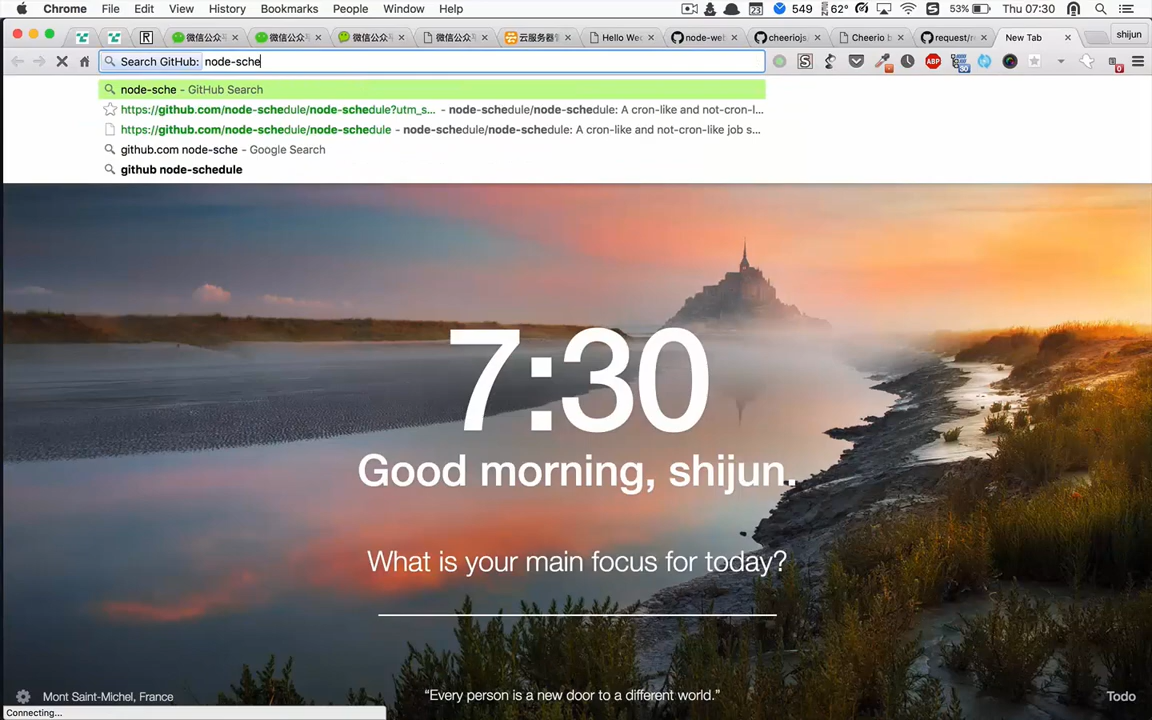 Chrome File Edit View History Bookmarks People Window Help 23 549 62° 53% Thu 07:30
R 微信公众 微信公众 微信公众 微信公众 云服务器 Hello Wec node-web cheeriojs Cheerio b request/re New Tab shijun
Search GitHub: node-sche
ABP
0
node-sche - GitHub Search
https://github.com/node-schedule/node-schedule?utm_s... - node-schedule/node-schedule: A cron-like and not-cron-l...
https://github.com/node-schedule/node-schedule - node-schedule/node-schedule: A cron-like and not-cron-like job s...
github.com node-sche - Google Search
github node-schedule
7:30
Good morning, shijun.
What is your main focus for today?
Mont Saint-Michel, France
“Every person is a new door to a different world.”
Todo
Connecting...